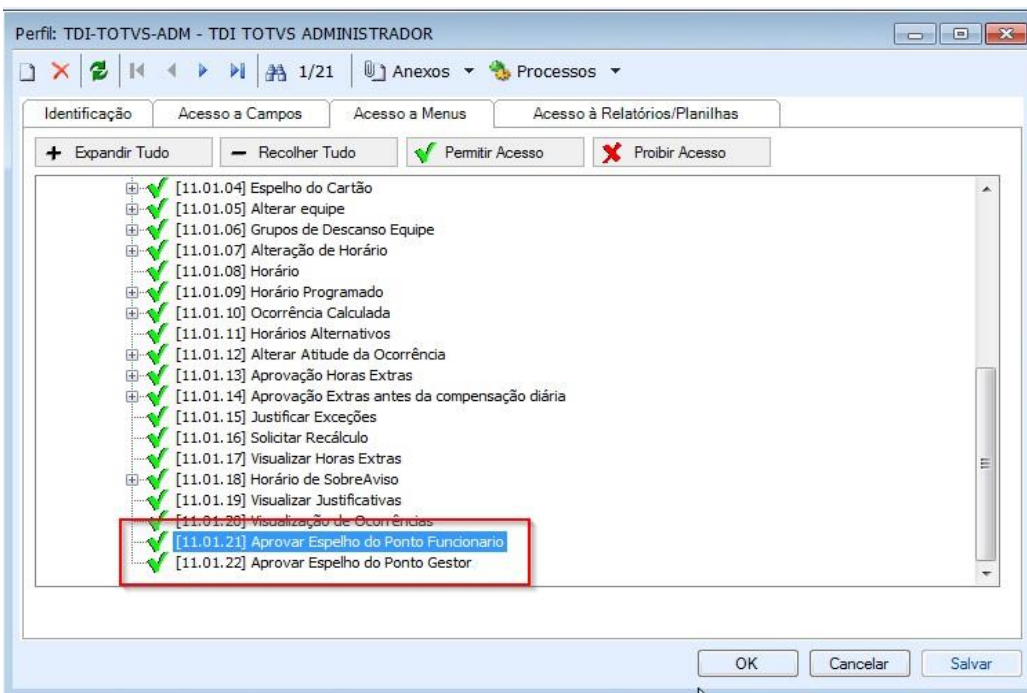 Perfil: TDI-TOTVS-ADM - TDI TOTVS ADMINISTRADOR
1/21 Anexos Processos
Identificação Acesso a Campos Acesso a Menus Acesso à Relatórios/Planilhas
Expandir Tudo Recolher Tudo Permitir Acesso Proibir Acesso
[11.01.04] Espelho do Cartão
[11.01.05] Alterar equipe
[11.01.06] Grupos de Descanso Equipe
[11.01.07] Alteração de Horário
[11.01.08] Horário
[11.01.09] Horário Programado
[11.01.10] Ocorrência Calculada
[11.01.11] Horários Alternativos
[11.01.12] Alterar Atitude da Ocorrência
[11.01.13] Aprovação Horas Extras
[11.01.14] Aprovação Extras antes da compensação diária
[11.01.15] Justificar Exceções
[11.01.16] Solicitar Recálculo
[11.01.17] Visualizar Horas Extras
[11.01.18] Horário de SobreAviso
[11.01.19] Visualizar Justificativas
[11.01.20] Visualização de Ocorrências
[11.01.21] Aprovar Espelho do Ponto Funcionario
[11.01.22] Aprovar Espelho do Ponto Gestor
OK Cancelar Salvar